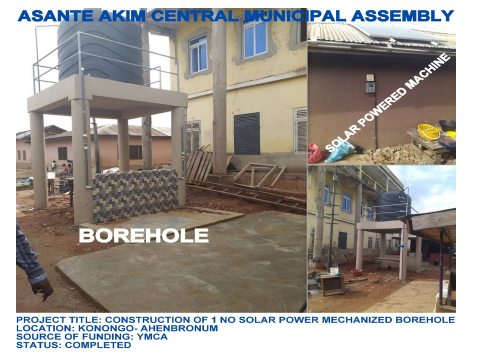 ASANTE AKIM CENTRAL MUNICIPAL ASSEMBLY
SOLAR POWERED MACHINE
BOREHOLE
PROJECT TITLE: CONSTRUCTION OF 1 NO SOLAR POWER MECHANIZED BOREHOLE
LOCATION: KONONGO- AHENBRONUM
SOURCE OF FUNDING: YMCA
STATUS: COMPLETED